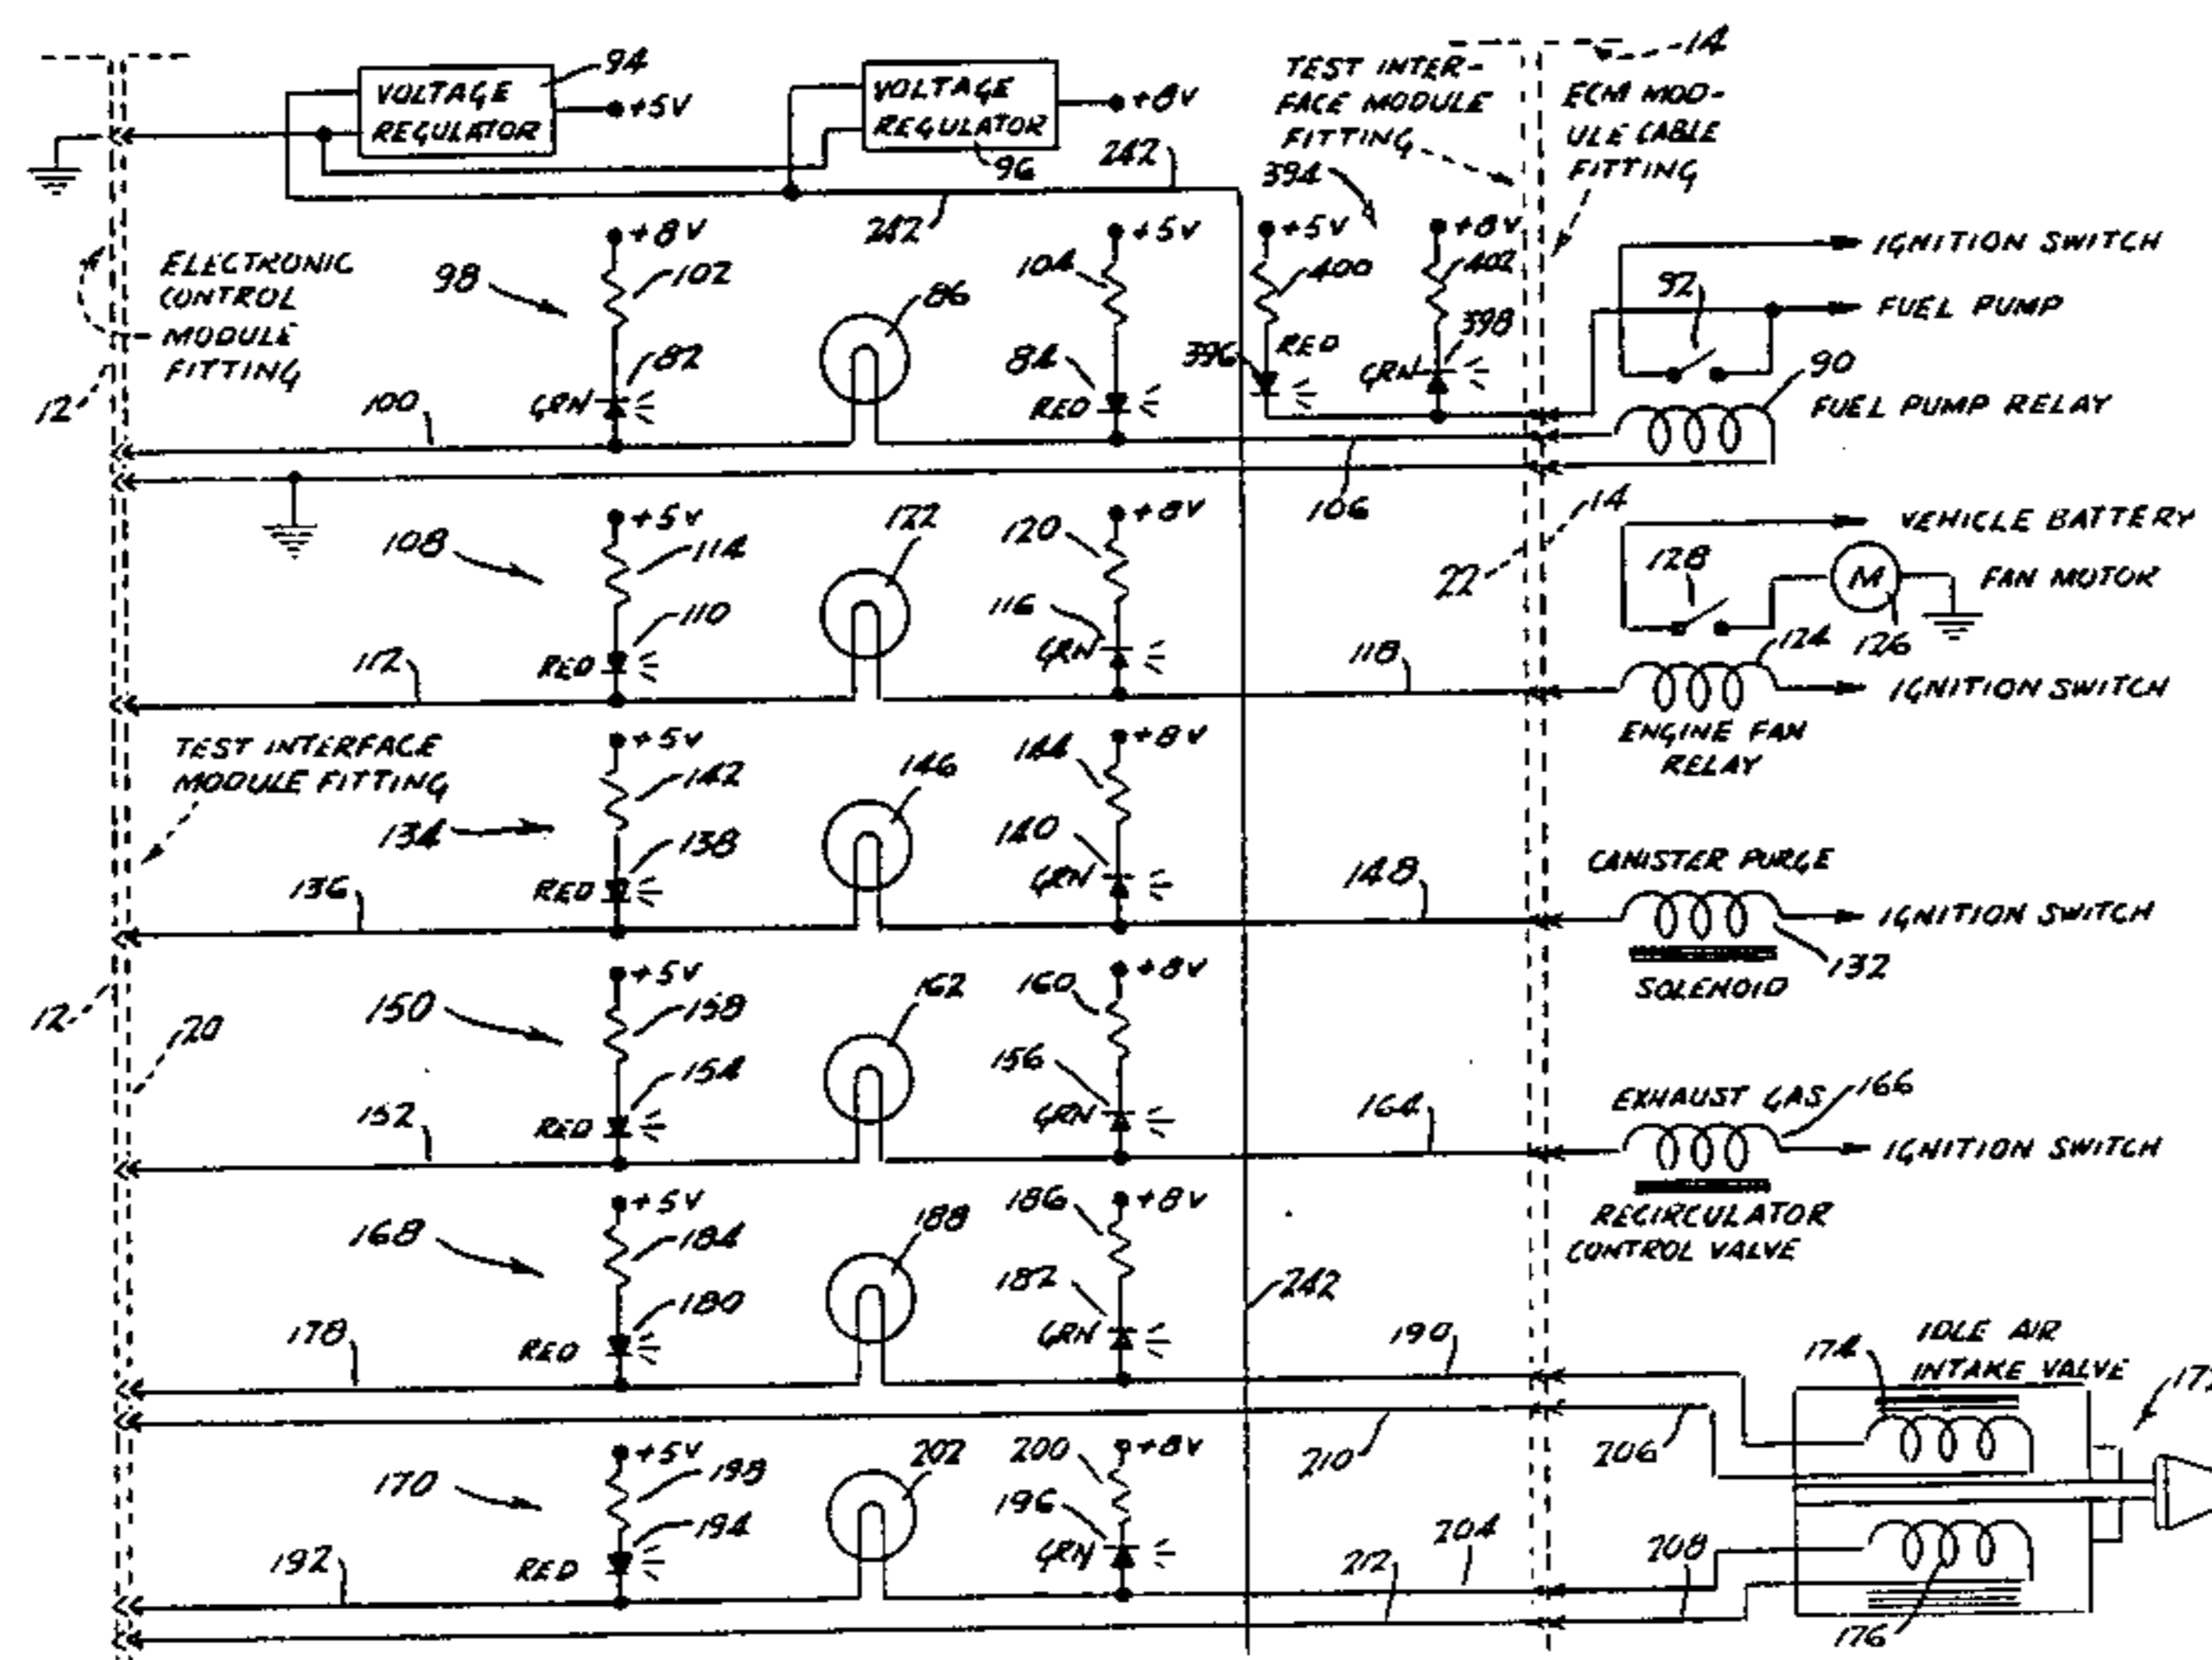 94
VOLTAGE
REGULATOR
+5V
VOLTAGE
REGULATOR
96
+8V
242
242
TEST INTER-
FACE MODULE
FITTING
14
ECM MOD-
ULE CABLE
FITTING
394
ELECTRONIC
CONTROL
MODULE
FITTING
12
98
+8V
102
82
GRN
100
86
+5V
104
84
RED
+5V
400
RED
396
+8V
402
398
GRN
106
IGNITION SWITCH
FUEL PUMP
92
90
FUEL PUMP RELAY
108
+5V
114
110
RED
112
122
+8V
120
116
GRN
118
22
14
VEHICLE BATTERY
128
M
FAN MOTOR
126
124
IGNITION SWITCH
ENGINE FAN
RELAY
TEST INTERFACE
MODULE FITTING
134
+5V
142
138
RED
136
146
+8V
144
140
GRN
148
CANISTER PURGE
IGNITION SWITCH
132
SOLENOID
12
20
150
+5V
158
154
RED
152
162
+8V
160
156
GRN
164
EXHAUST GAS
166
IGNITION SWITCH
RECIRCULATOR
CONTROL VALVE
168
+5V
184
180
RED
178
188
+8V
186
182
GRN
242
190
IDLE AIR
INTAKE VALVE
174
170
+5V
198
194
RED
192
202
+8V
200
196
GRN
210
206
204
212
208
176